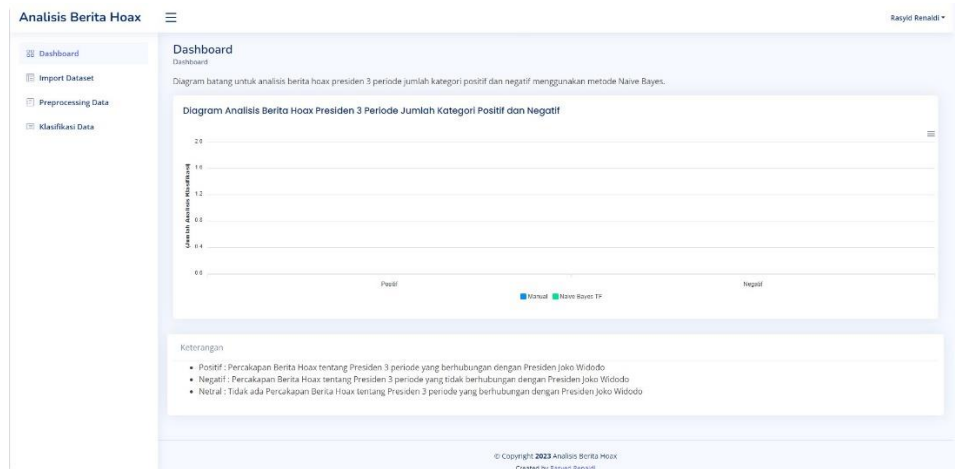 Analisis Berita Hoax
Rasyid Renaldi
Dashboard
Import Dataset
Preprocessing Data
Klasifikasi Data
Dashboard
Dashboard
Diagram batang untuk analisis berita hoax presiden 3 periode jumlah kategori positif dan negatif menggunakan metode Naive Bayes.
Diagram Analisis Berita Hoax Presiden 3 Periode Jumlah Kategori Positif dan Negatif
(Jumlah Analisis Klasifikasi)
2.0
1.6
1.2
0.8
0.4
0.0
Positif
Negatif
Manual
Naive Bayes TF
Keterangan
Positif : Percakapan Berita Hoax tentang Presiden 3 periode yang berhubungan dengan Presiden Joko Widodo
Negatif : Percakapan Berita Hoax tentang Presiden 3 periode yang tidak berhubungan dengan Presiden Joko Widodo
Netral : Tidak ada Percakapan Berita Hoax tentang Presiden 3 periode yang berhubungan dengan Presiden Joko Widodo
© Copyright 2023 Analisis Berita Hoax
Created by Rasyid Renaldi